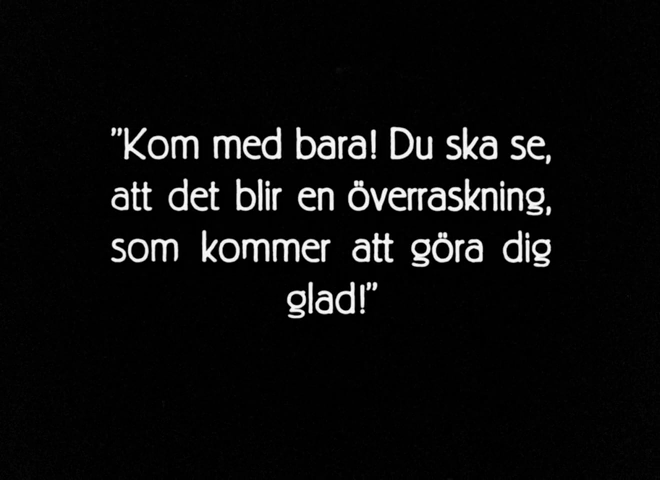 ”Kom med bara! Du ska se,
att det blir en överraskning,
som kommer att göra dig
glad!”